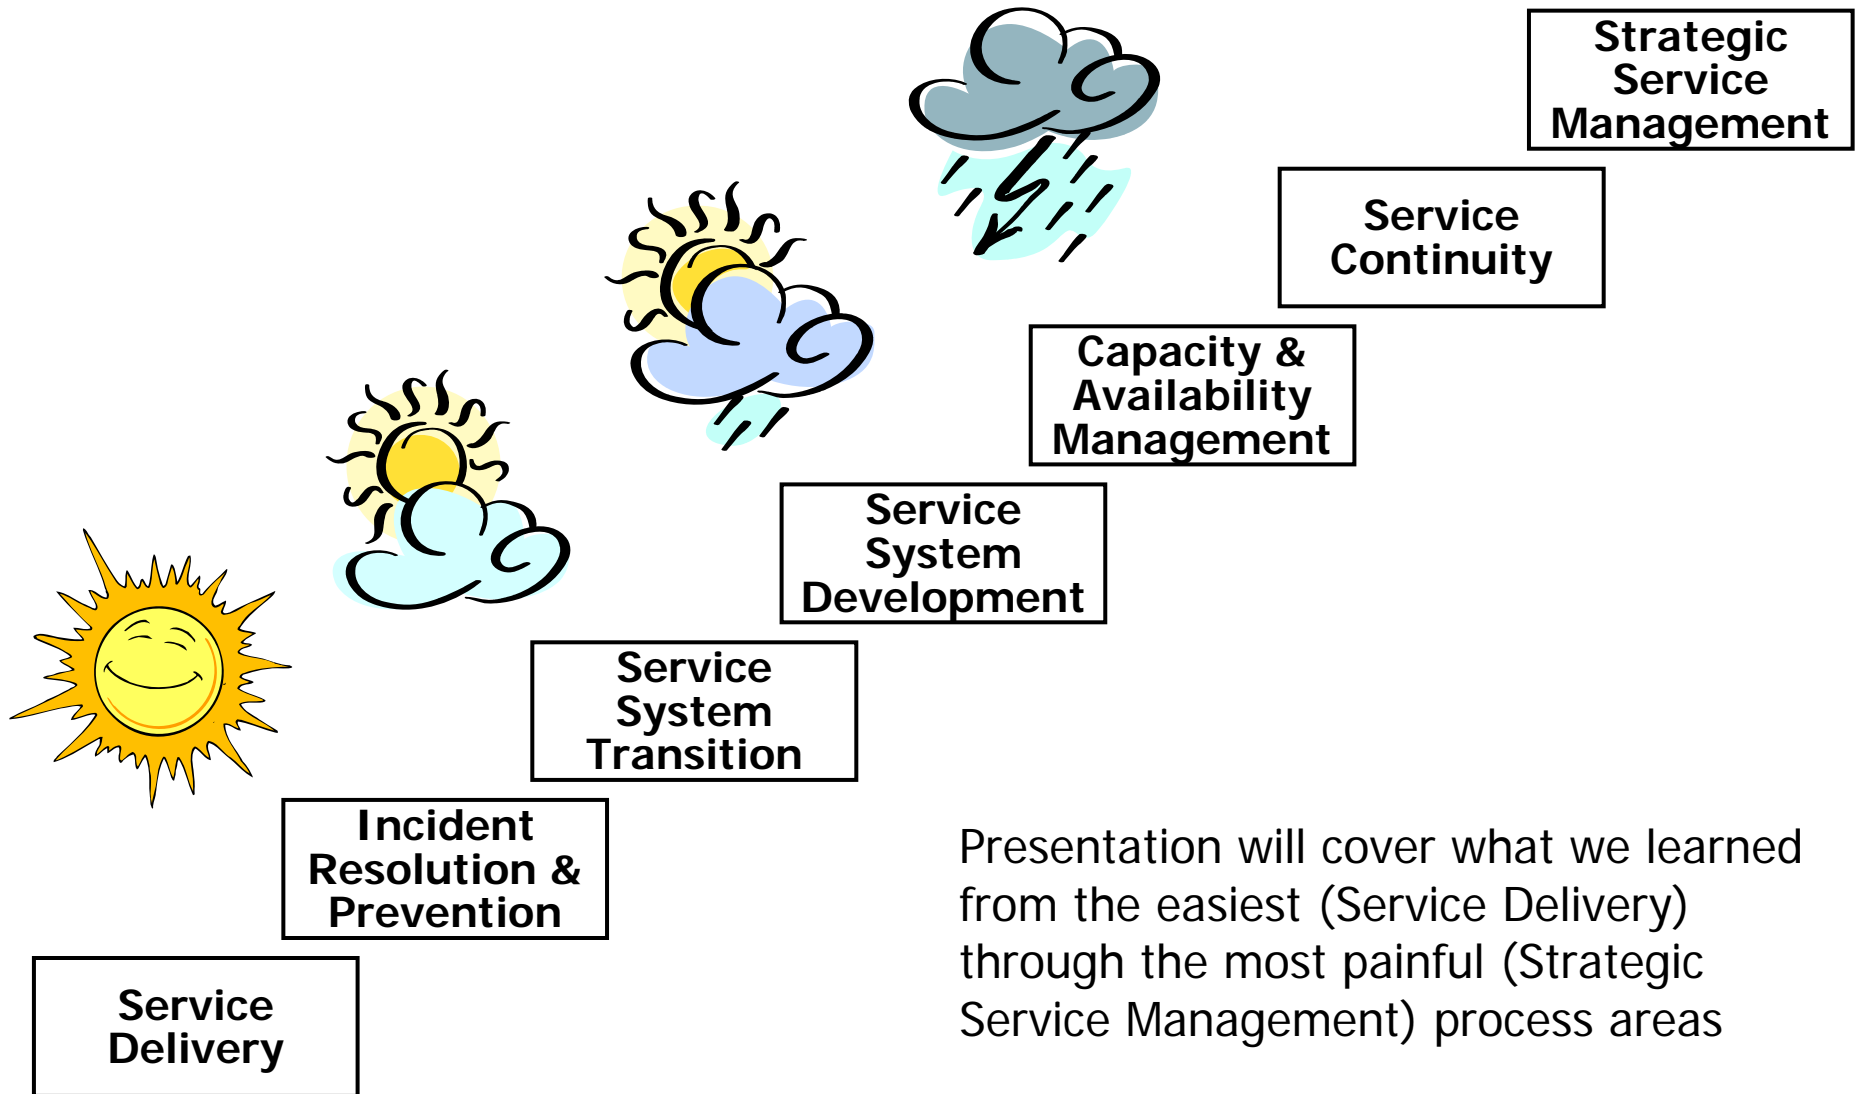 Strategic
Service
Management
Service
Continuity
Capacity &
Availability
Management
Service
System
Development
Service
System
Transition
Incident
Resolution &
Prevention
Service
Delivery
Presentation will cover what we learned
from the easiest (Service Delivery)
through the most painful (Strategic
Service Management) process areas